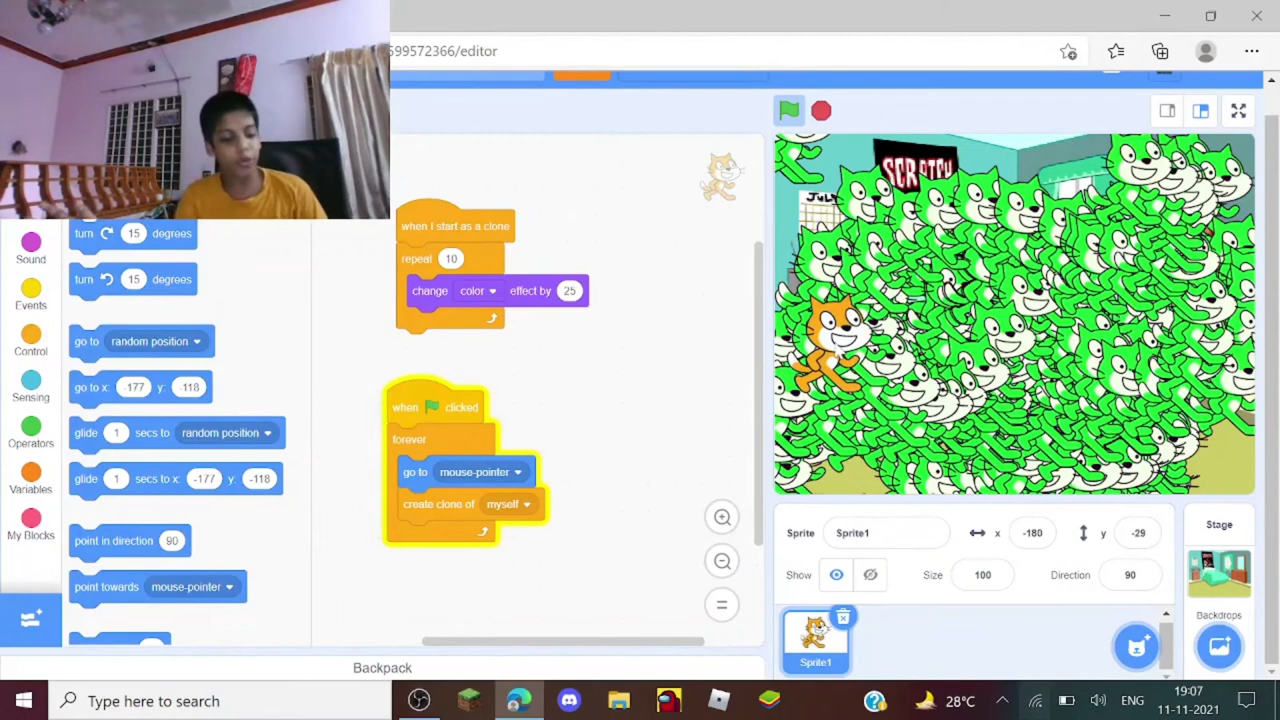 599572366/editor
when I start as a clone
repeat 10
change color effect by 25
when clicked
forever
go to mouse-pointer
create clone of myself
Sound
Events
Control
Sensing
Operators
Variables
My Blocks
turn 15 degrees
turn 15 degrees
go to random position
go to x: -177 y: -118
glide 1 secs to random position
glide 1 secs to x: -177 y: -118
point in direction 90
point towards mouse-pointer
Backpack
JULY
Sprite Sprite1 x -180 y -29
Show Size 100 Direction 90
Sprite1
Stage
Backdrops
Type here to search
28°C ENG 19:07
11-11-2021